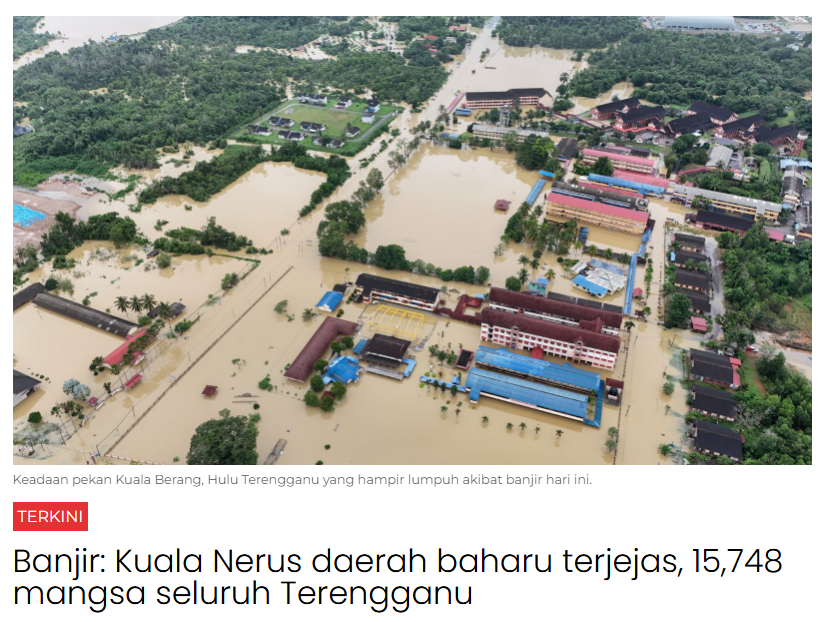 Keadaan pekan Kuala Berang, Hulu Terengganu yang hampir lumpuh akibat banjir hari ini.
TERKINI
Banjir: Kuala Nerus daerah baharu terjejas, 15,748
mangsa seluruh Terengganu